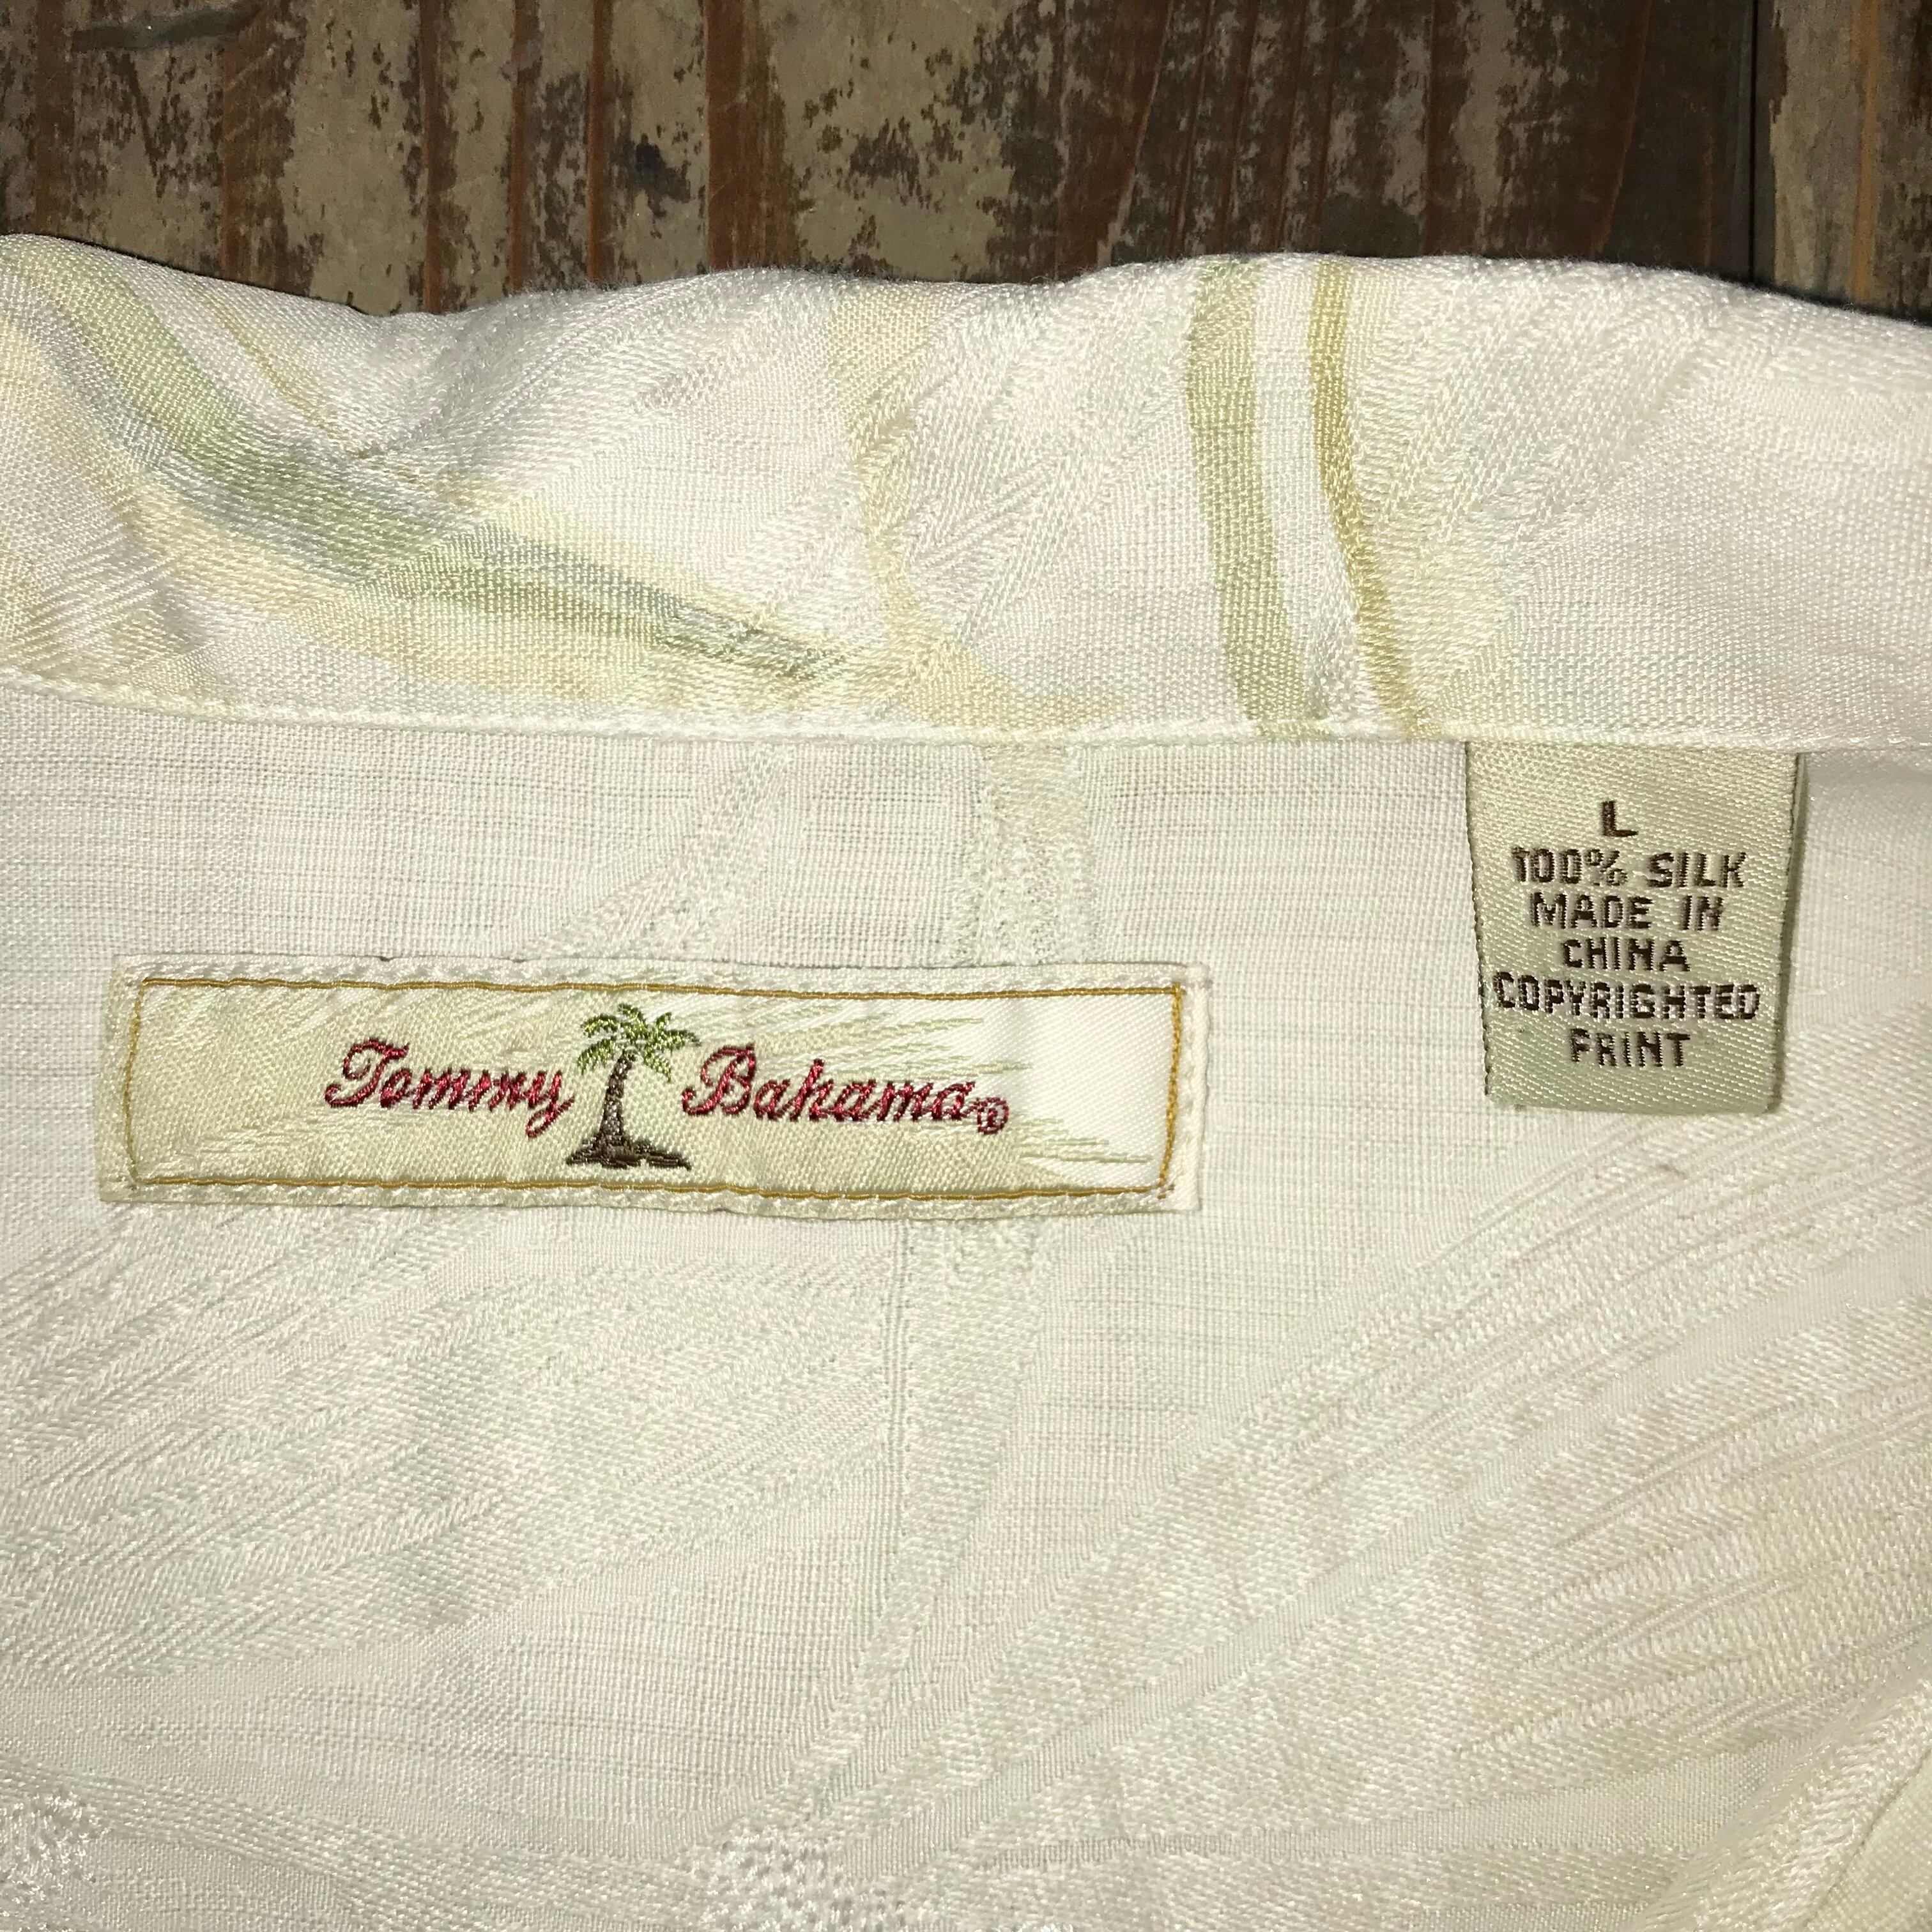 Tommy Bahama®
L
100% SILK
MADE IN
CHINA
COPYRIGHTED
PRINT